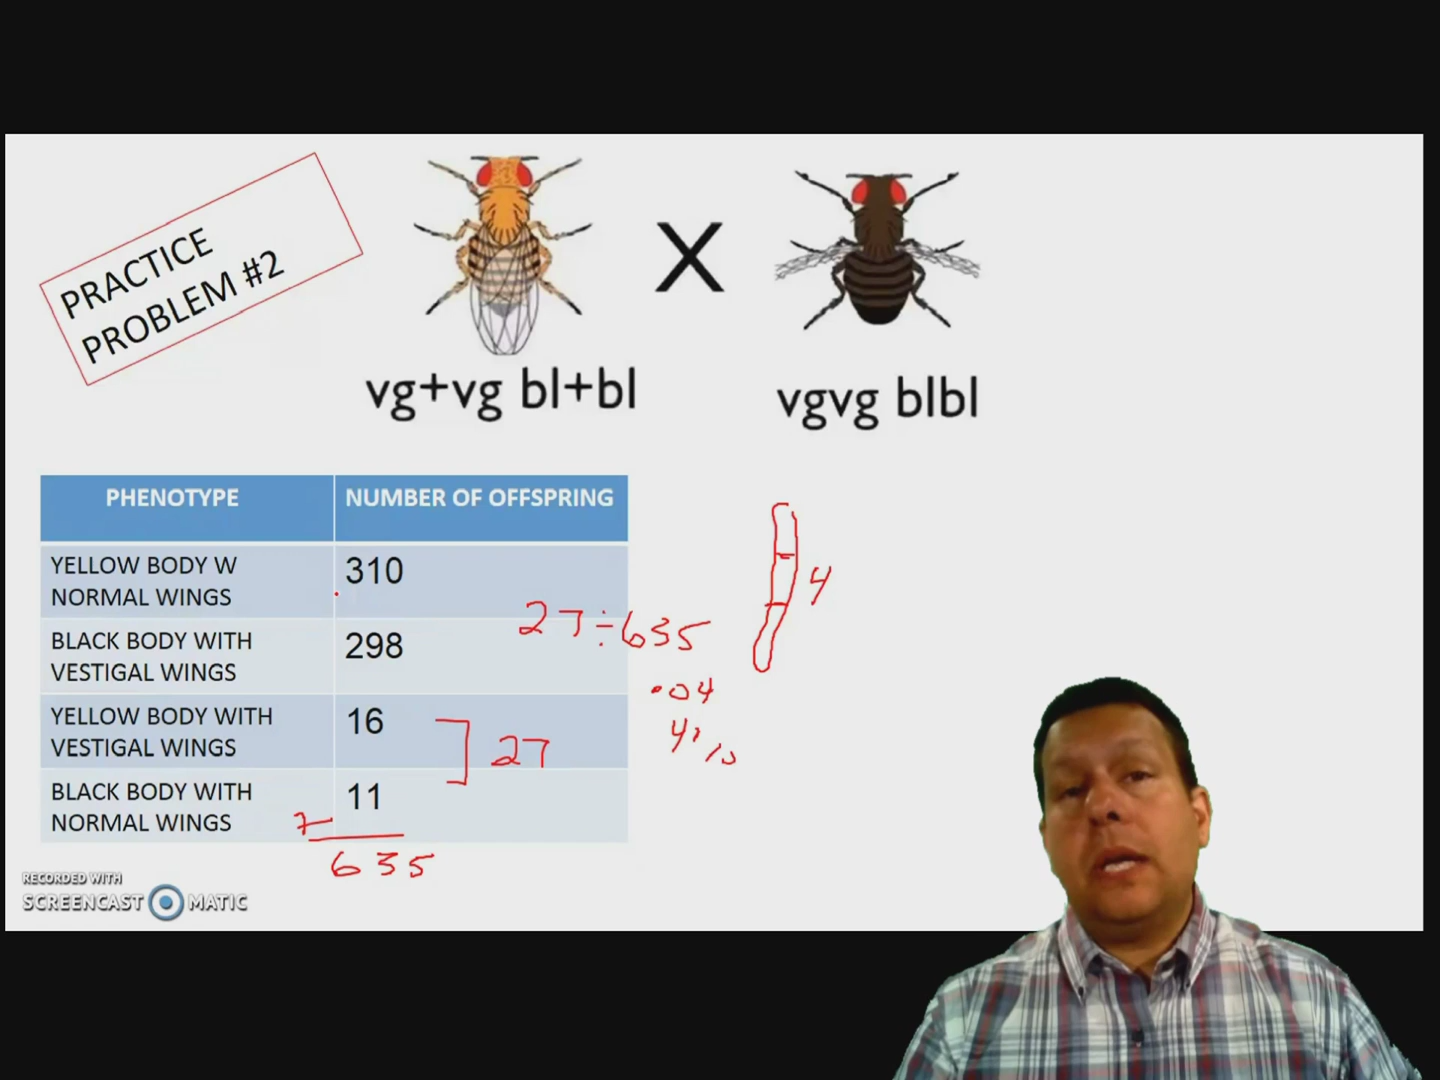 PRACTICE
PROBLEM #2
X
vg+vg bl+bl
vgvg blbl
PHENOTYPE NUMBER OF OFFSPRING
YELLOW BODY W
NORMAL WINGS
310
BLACK BODY WITH
VESTIGAL WINGS
298
27÷635
4
.04
YELLOW BODY WITH
VESTIGAL WINGS
16
27
BLACK BODY WITH
NORMAL WINGS
11
635
RECORDED WITH
SCREENCAST MATIC